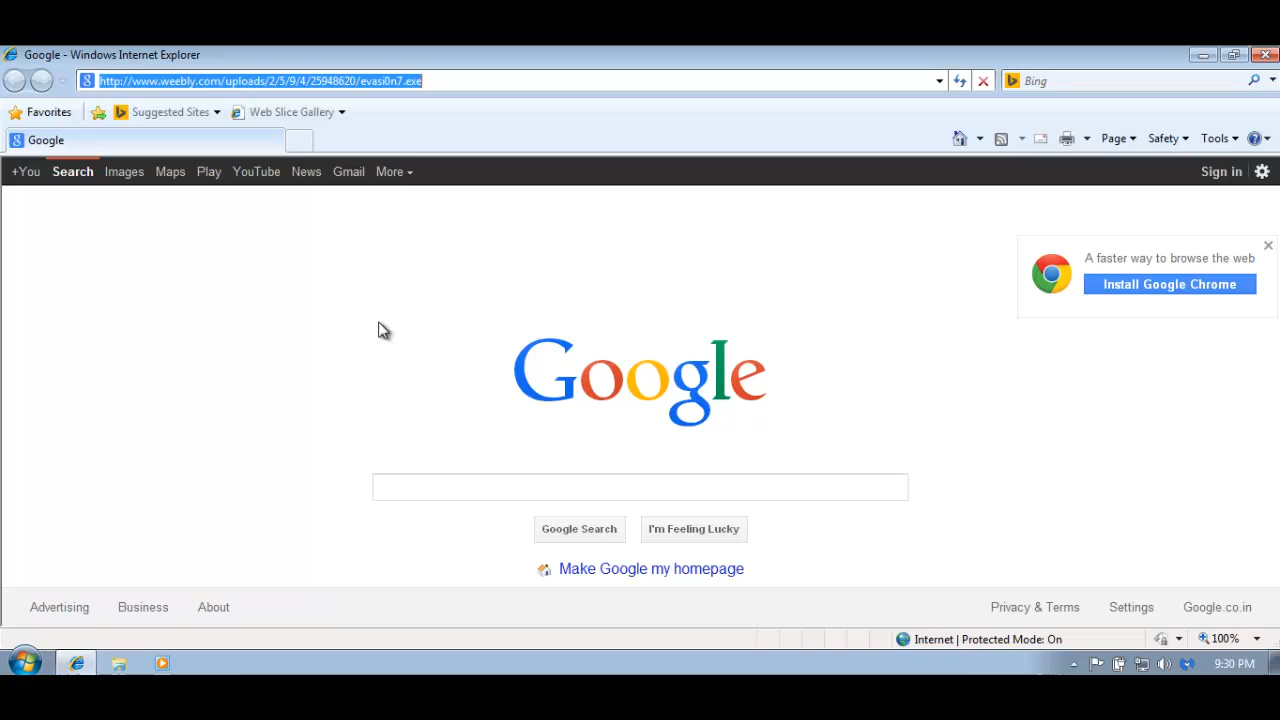 Google - Windows Internet Explorer
http://www.weebly.com/uploads/2/5/9/4/25948620/evasi0n7.exe
Bing
Favorites Suggested Sites Web Slice Gallery
Google
Page Safety Tools
+You Search Images Maps Play YouTube News Gmail More Sign in
A faster way to browse the web
Install Google Chrome
Google
Google Search I'm Feeling Lucky
Make Google my homepage
Advertising Business About Privacy & Terms Settings Google.co.in
Internet | Protected Mode: On 100%
9:30 PM